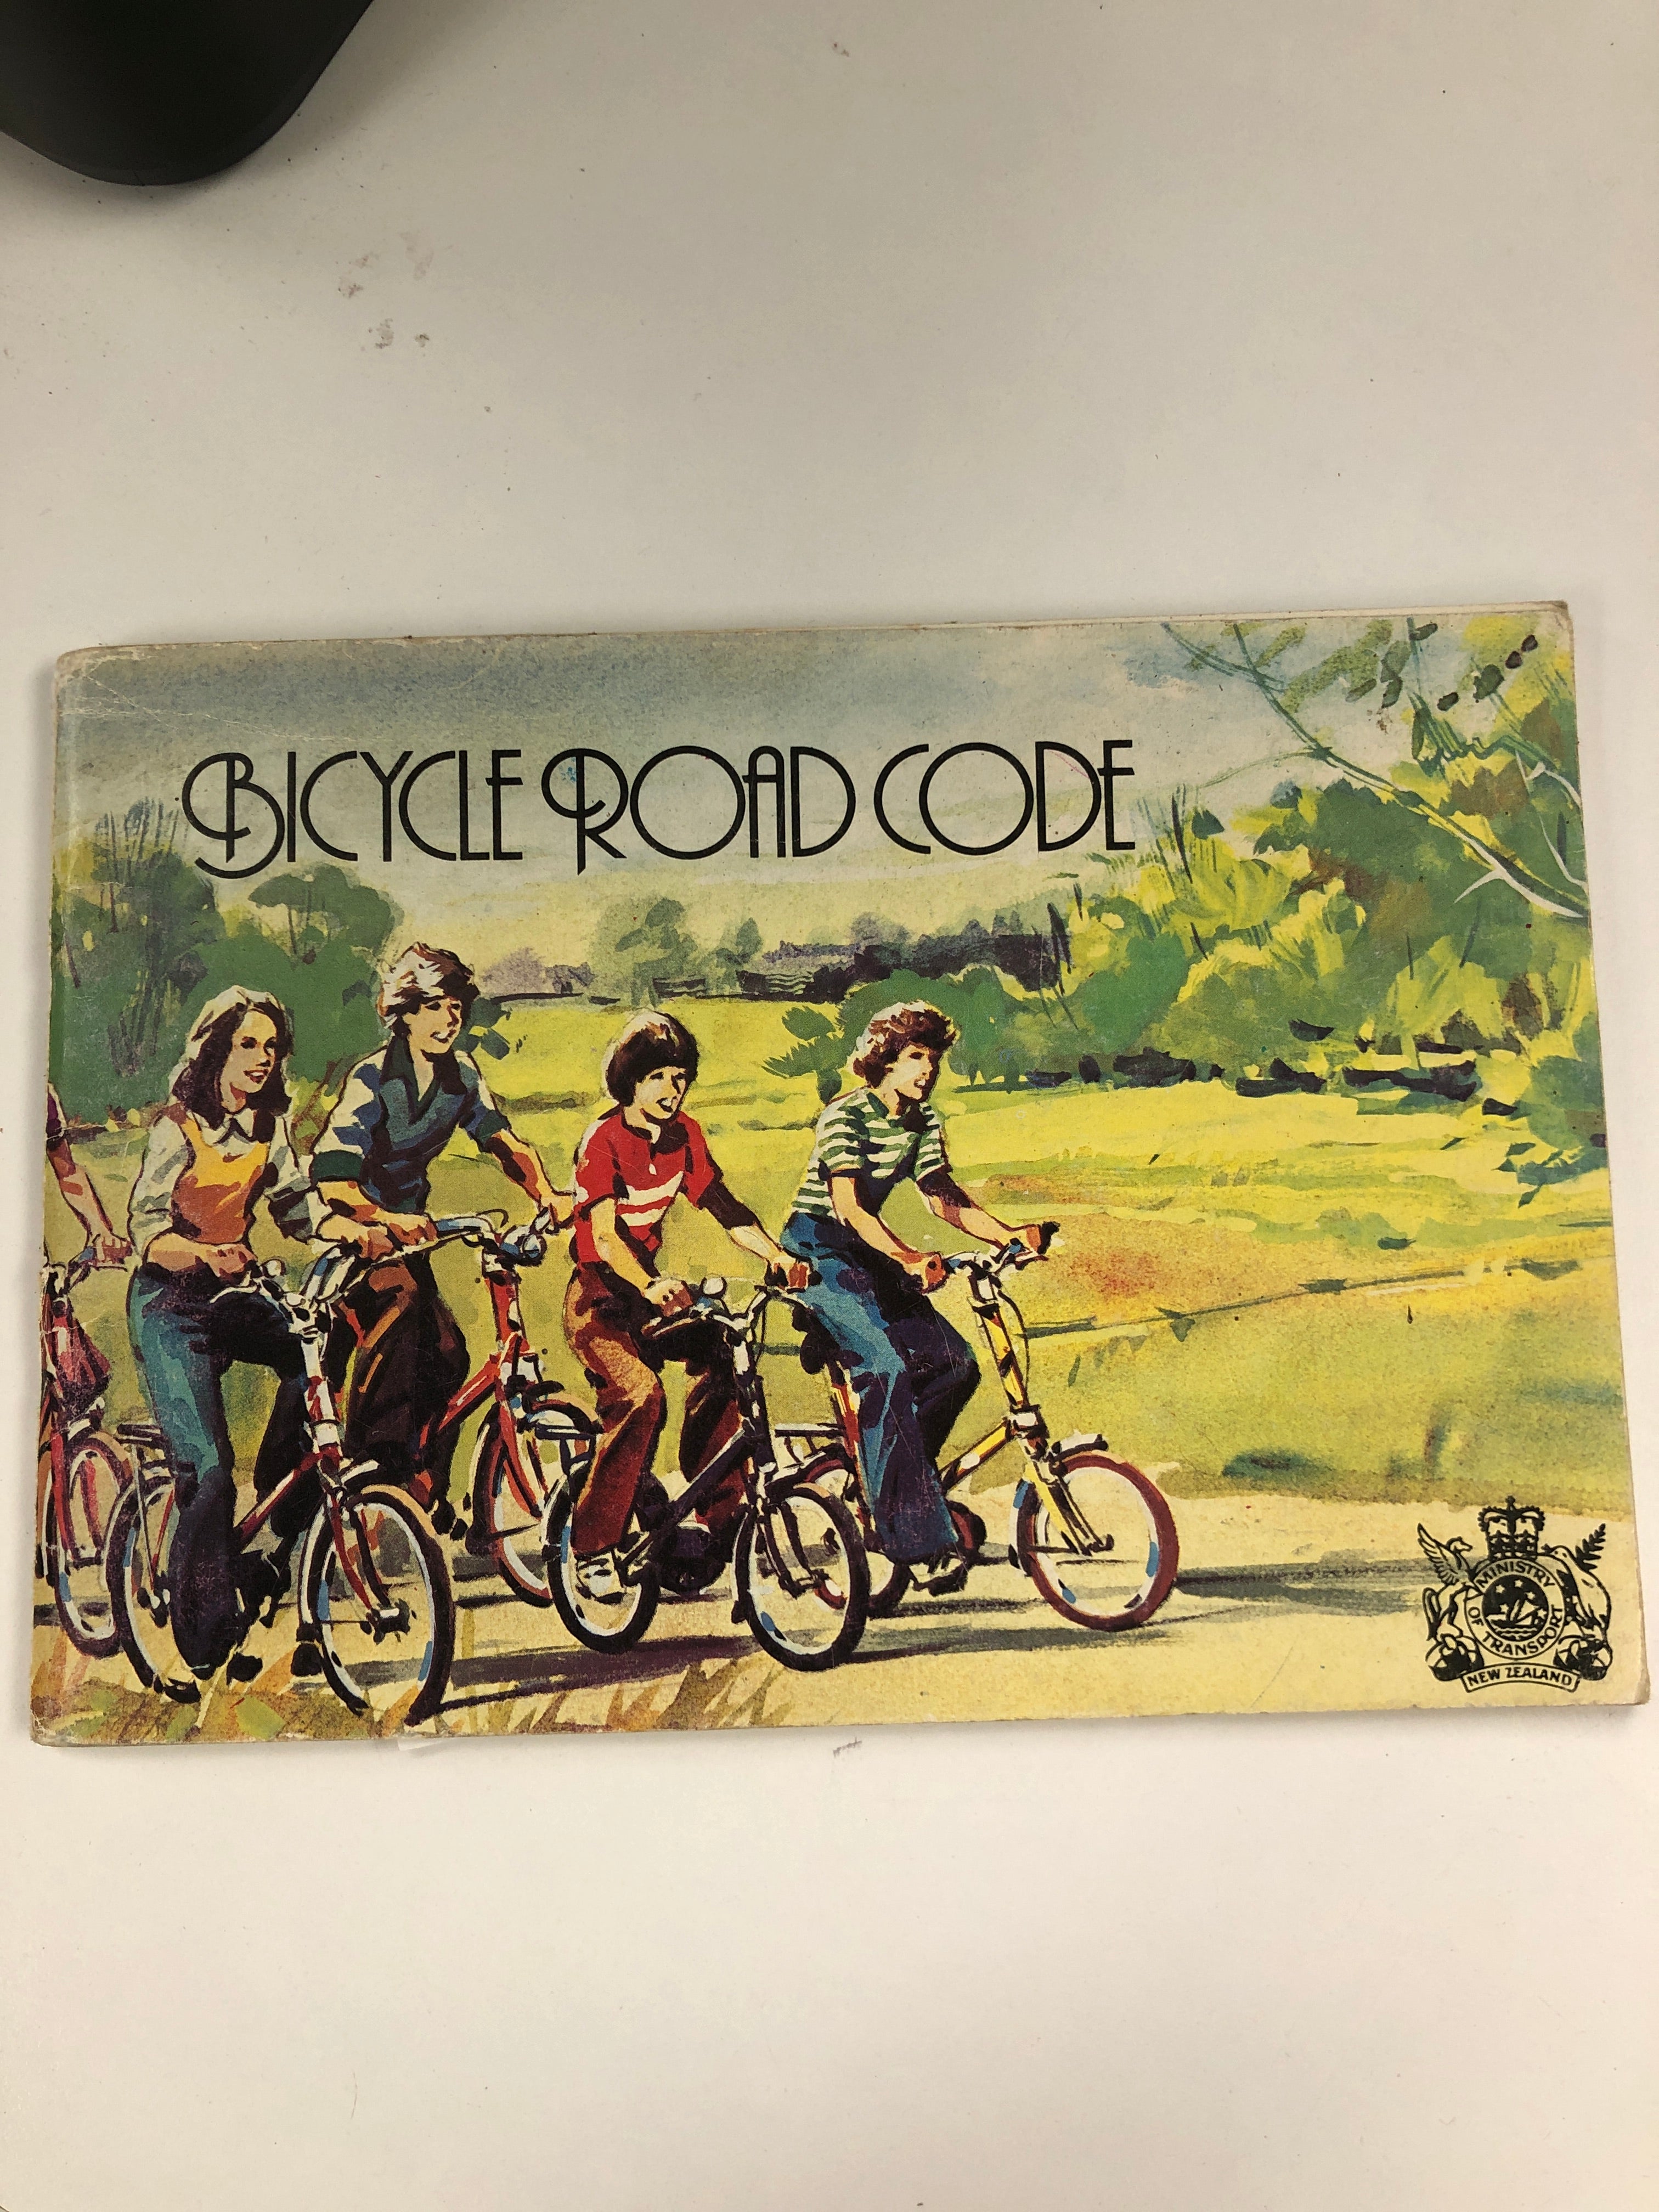 BICYCLE ROAD CODE
MINISTRY
OF TRANSPORT
NEW ZEALAND